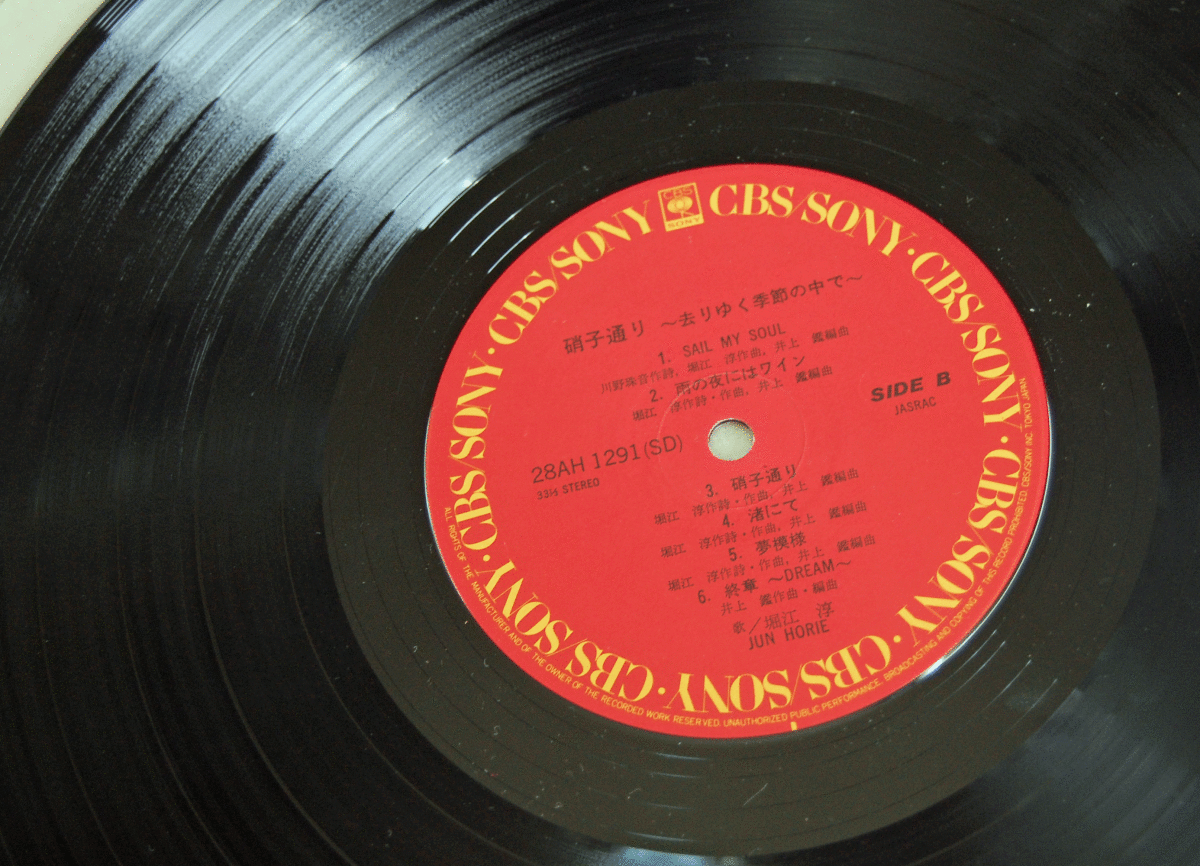 CBS
SONY
CBS/SONY · CBS/SONY · CBS/SONY · CBS/SONY · CBS/SONY · CBS/SONY · CBS/SONY · CBS/SONY · CBS/SONY
硝子通り ～去りゆく季節の中で～
1. SAIL MY SOUL
川野珠音作詩, 堀江 淳作曲, 井上 鑑編曲
2. 雨の夜にはワイン
堀江 淳作詩・作曲, 井上 鑑編曲
SIDE B
JASRAC
28AH 1291(SD)
33⅓ STEREO
3. 硝子通り
堀江 淳作詩・作曲, 井上 鑑編曲
4. 渚にて
堀江 淳作詩・作曲, 井上 鑑編曲
5. 夢模様
堀江 淳作詩・作曲, 井上 鑑編曲
6. 終章 ～DREAM～
井上 鑑作曲・編曲
歌／堀江 淳
JUN HORIE
ALL RIGHTS OF THE MANUFACTURER AND OF THE OWNER OF THE RECORDED WORK RESERVED. UNAUTHORIZED PUBLIC PERFORMANCE. BROADCASTING AND COPYING OF THIS RECORD PROHIBITED. CBS/SONY INC. TOKYO JAPAN.